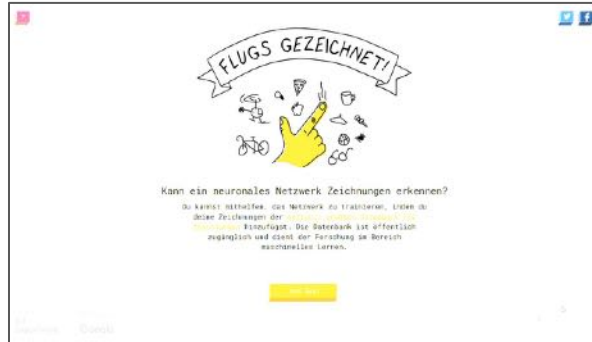 FLUGS GEZEICHNET!
Kann ein neuronales Netzwerk Zeichnungen erkennen?
Du kannst mithelfen, das Netzwerk zu trainieren, indem du
deine Zeichnungen der
hinzufügst. Die Datenbank ist öffentlich
zugänglich und dient der Forschung im Bereich
maschinelles Lernen.